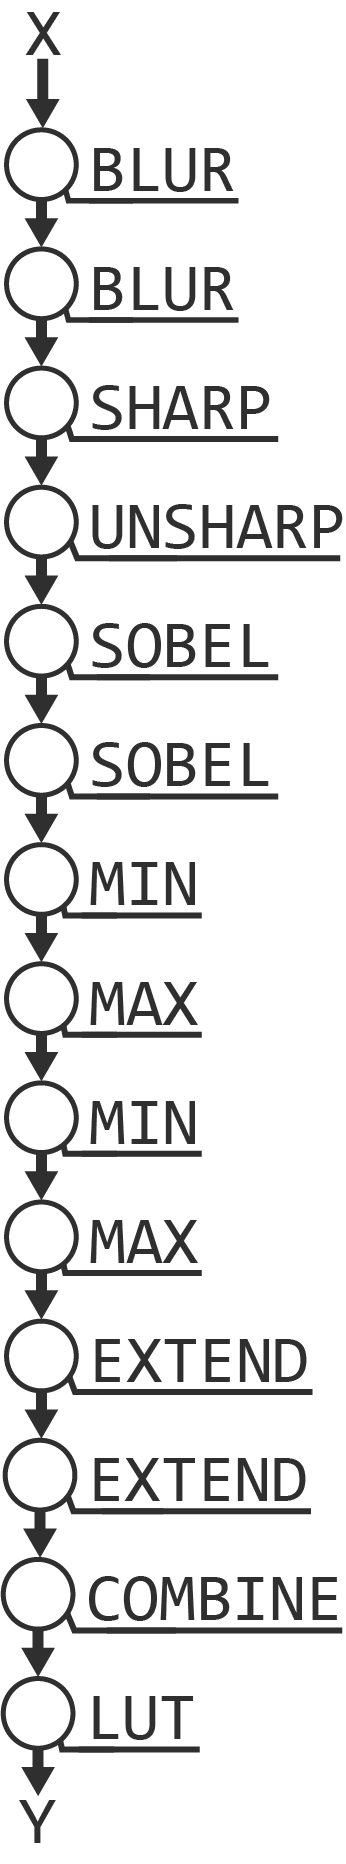 X
BLUR
BLUR
SHARP
UNSHARP
SOBEL
SOBEL
MIN
MAX
MIN
MAX
EXTEND
EXTEND
COMBINE
LUT
Y